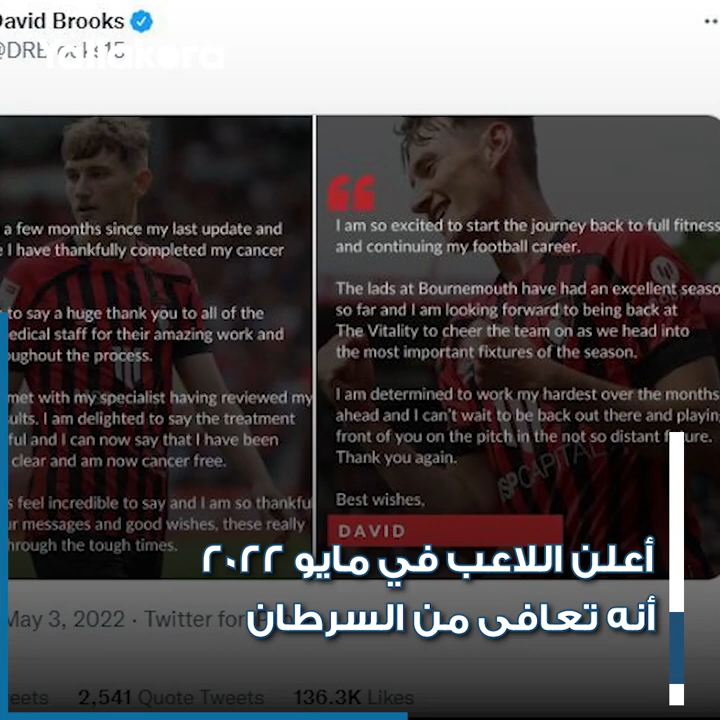 David Brooks
yallakora
a few months since my last update and
I have thankfully completed my cancer
to say a huge thank you to all of the
edical staff for their amazing work and
oughout the process.
met with my specialist having reviewed my
ults. I am delighted to say the treatment
ful and I can now say that I have been
clear and am now cancer free.
s feel incredible to say and I am so thankful
ur messages and good wishes, these really
hrough the tough times.
I am so excited to start the journey back to full fitness
and continuing my football career.
The lads at Bournemouth have had an excellent seaso
so far and I am looking forward to being back at
The Vitality to cheer the team on as we head into
the most important fixtures of the season.
I am determined to work my hardest over the months
ahead and I can't wait to be back out there and playin
front of you on the pitch in the not so distant future.
Thank you again.
Best wishes,
DAVID
أعلن اللاعب في مايو ٢٠٢٢
أنه تعافى من السرطان
May 3, 2022 · Twitter for
eets 2,541 Quote Tweets 136.3K Likes